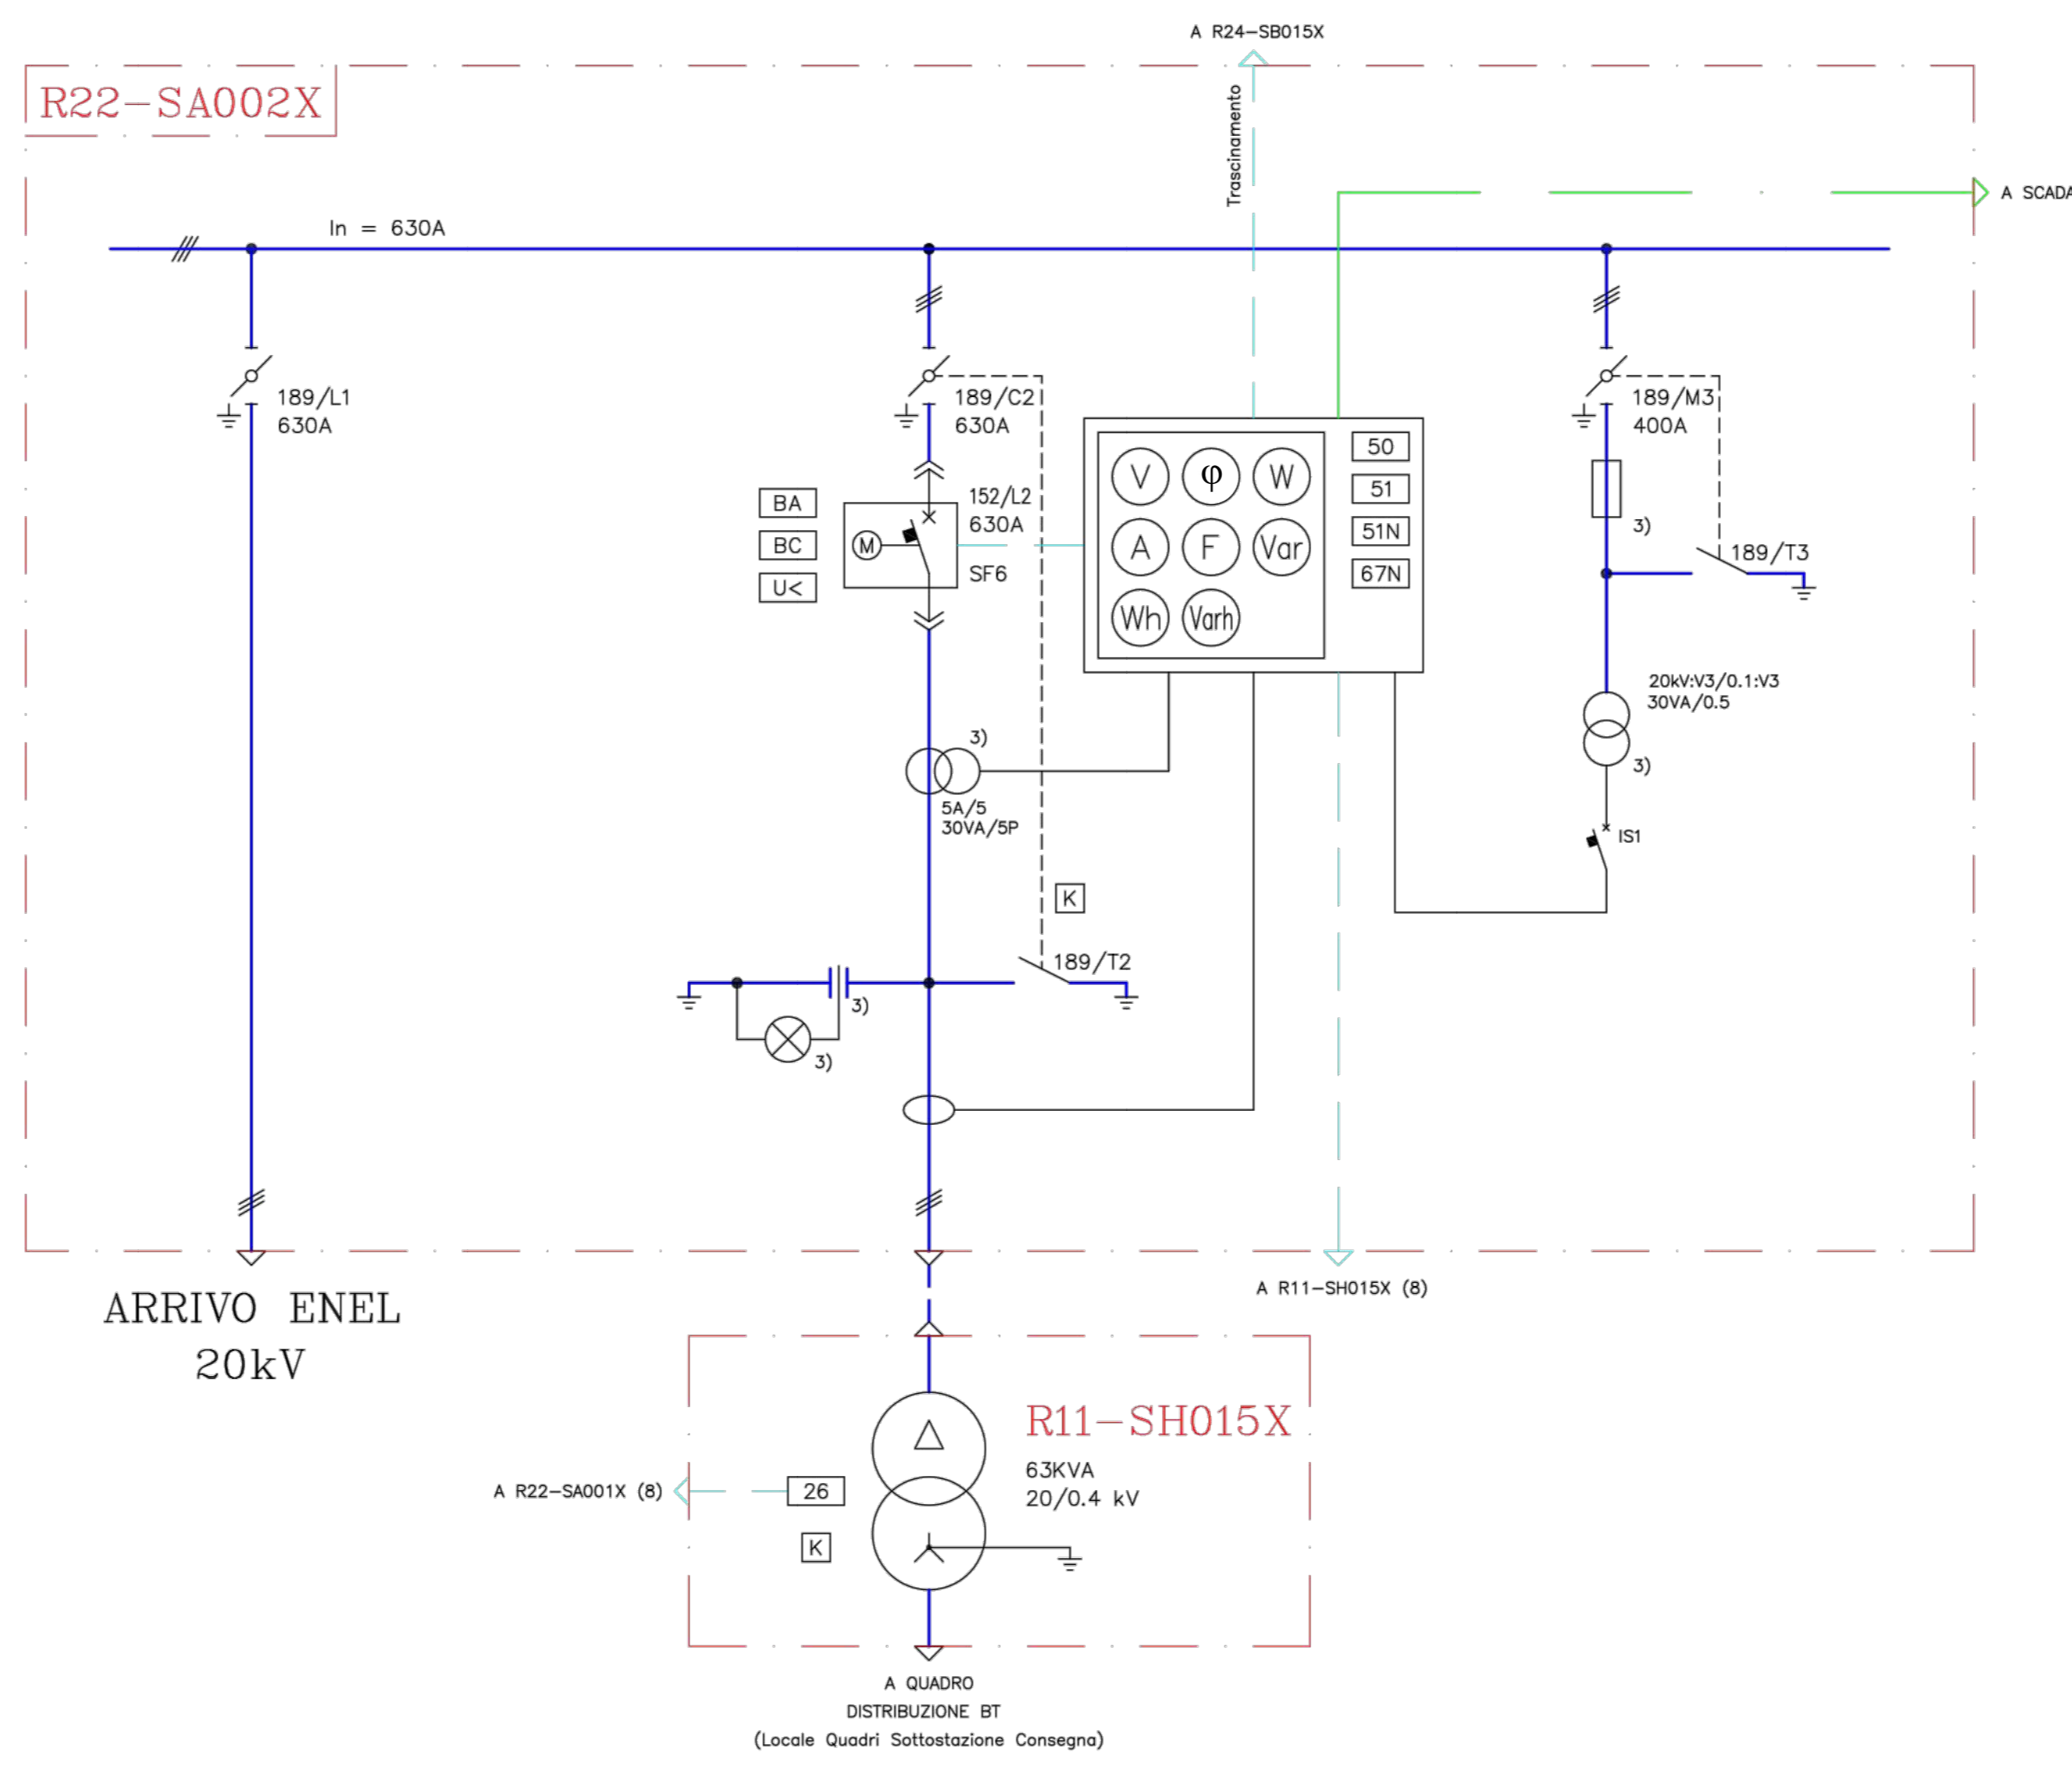 A R24-SB015X
R22-SA002X
Trascinamento
A SCADA
In = 630A
189/L1
630A
189/C2
630A
189/M3
400A
BA
BC
U<
M
152/L2
630A
SF6
V
φ
W
A
F
Var
Wh
Varh
50
51
51N
67N
3)
189/T3
20kV:V3/0.1:V3
30VA/0.5
3)
IS1
3)
5A/5
30VA/5P
K
189/T2
3)
3)
ARRIVO ENEL
20kV
A R11-SH015X (8)
R11-SH015X
63KVA
20/0.4 kV
A R22-SA001X (8)
26
K
A QUADRO
DISTRIBUZIONE BT
(Locale Quadri Sottostazione Consegna)